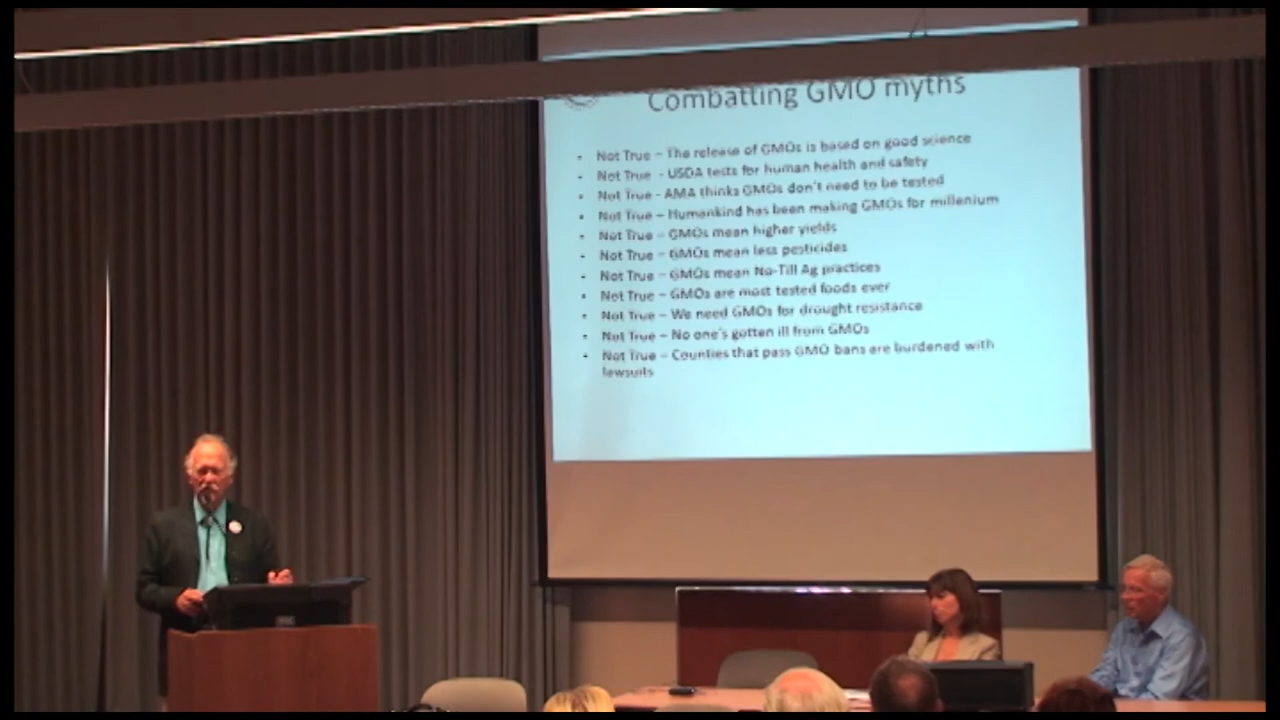 Combatting GMO myths
• Not True – The release of GMOs is based on good science
• Not True - USDA tests for human health and safety
• Not True - AMA thinks GMOs don't need to be tested
• Not True – Humankind has been making GMOs for millenium
• Not True – GMOs mean higher yields
• Not True – GMOs mean less pesticides
• Not True – GMOs mean No-Till Ag practices
• Not True – GMOs are most tested foods ever
• Not True – We need GMOs for drought resistance
• Not True – No one's gotten ill from GMOs
• Not True – Counties that pass GMO bans are burdened with
lawsuits